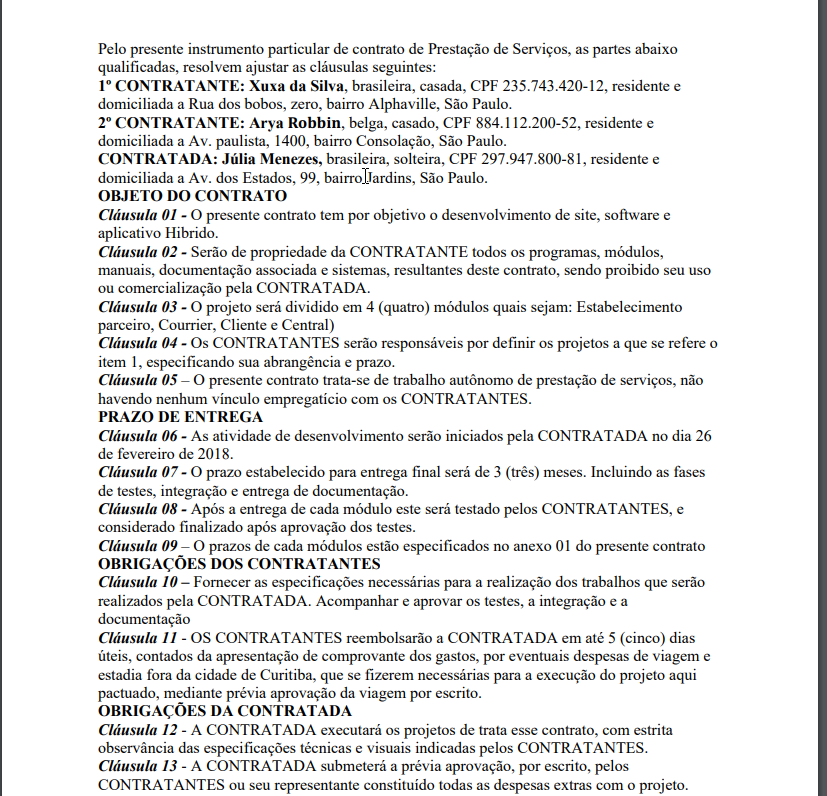 Pelo presente instrumento particular de contrato de Prestação de Serviços, as partes abaixo
qualificadas, resolvem ajustar as cláusulas seguintes:
1º CONTRATANTE: Xuxa da Silva, brasileira, casada, CPF 235.743.420-12, residente e
domiciliada a Rua dos bobos, zero, bairro Alphaville, São Paulo.
2º CONTRATANTE: Arya Robbin, belga, casado, CPF 884.112.200-52, residente e
domiciliada a Av. paulista, 1400, bairro Consolação, São Paulo.
CONTRATADA: Júlia Menezes, brasileira, solteira, CPF 297.947.800-81, residente e
domiciliada a Av. dos Estados, 99, bairro Jardins, São Paulo.
OBJETO DO CONTRATO
Cláusula 01 - O presente contrato tem por objetivo o desenvolvimento de site, software e
aplicativo Hibrido.
Cláusula 02 - Serão de propriedade da CONTRATANTE todos os programas, módulos,
manuais, documentação associada e sistemas, resultantes deste contrato, sendo proibido seu uso
ou comercialização pela CONTRATADA.
Cláusula 03 - O projeto será dividido em 4 (quatro) módulos quais sejam: Estabelecimento
parceiro, Courrier, Cliente e Central)
Cláusula 04 - Os CONTRATANTES serão responsáveis por definir os projetos a que se refere o
item 1, especificando sua abrangência e prazo.
Cláusula 05 – O presente contrato trata-se de trabalho autônomo de prestação de serviços, não
havendo nenhum vínculo empregatício com os CONTRATANTES.
PRAZO DE ENTREGA
Cláusula 06 - As atividade de desenvolvimento serão iniciados pela CONTRATADA no dia 26
de fevereiro de 2018.
Cláusula 07 - O prazo estabelecido para entrega final será de 3 (três) meses. Incluindo as fases
de testes, integração e entrega de documentação.
Cláusula 08 - Após a entrega de cada módulo este será testado pelos CONTRATANTES, e
considerado finalizado após aprovação dos testes.
Cláusula 09 – O prazos de cada módulos estão especificados no anexo 01 do presente contrato
OBRIGAÇÕES DOS CONTRATANTES
Cláusula 10 – Fornecer as especificações necessárias para a realização dos trabalhos que serão
realizados pela CONTRATADA. Acompanhar e aprovar os testes, a integração e a
documentação
Cláusula 11 - OS CONTRATANTES reembolsarão a CONTRATADA em até 5 (cinco) dias
úteis, contados da apresentação de comprovante dos gastos, por eventuais despesas de viagem e
estadia fora da cidade de Curitiba, que se fizerem necessárias para a execução do projeto aqui
pactuado, mediante prévia aprovação da viagem por escrito.
OBRIGAÇÕES DA CONTRATADA
Cláusula 12 - A CONTRATADA executará os projetos de trata esse contrato, com estrita
observância das especificações técnicas e visuais indicadas pelos CONTRATANTES.
Cláusula 13 - A CONTRATADA submeterá a prévia aprovação, por escrito, pelos
CONTRATANTES ou seu representante constituído todas as despesas extras com o projeto.